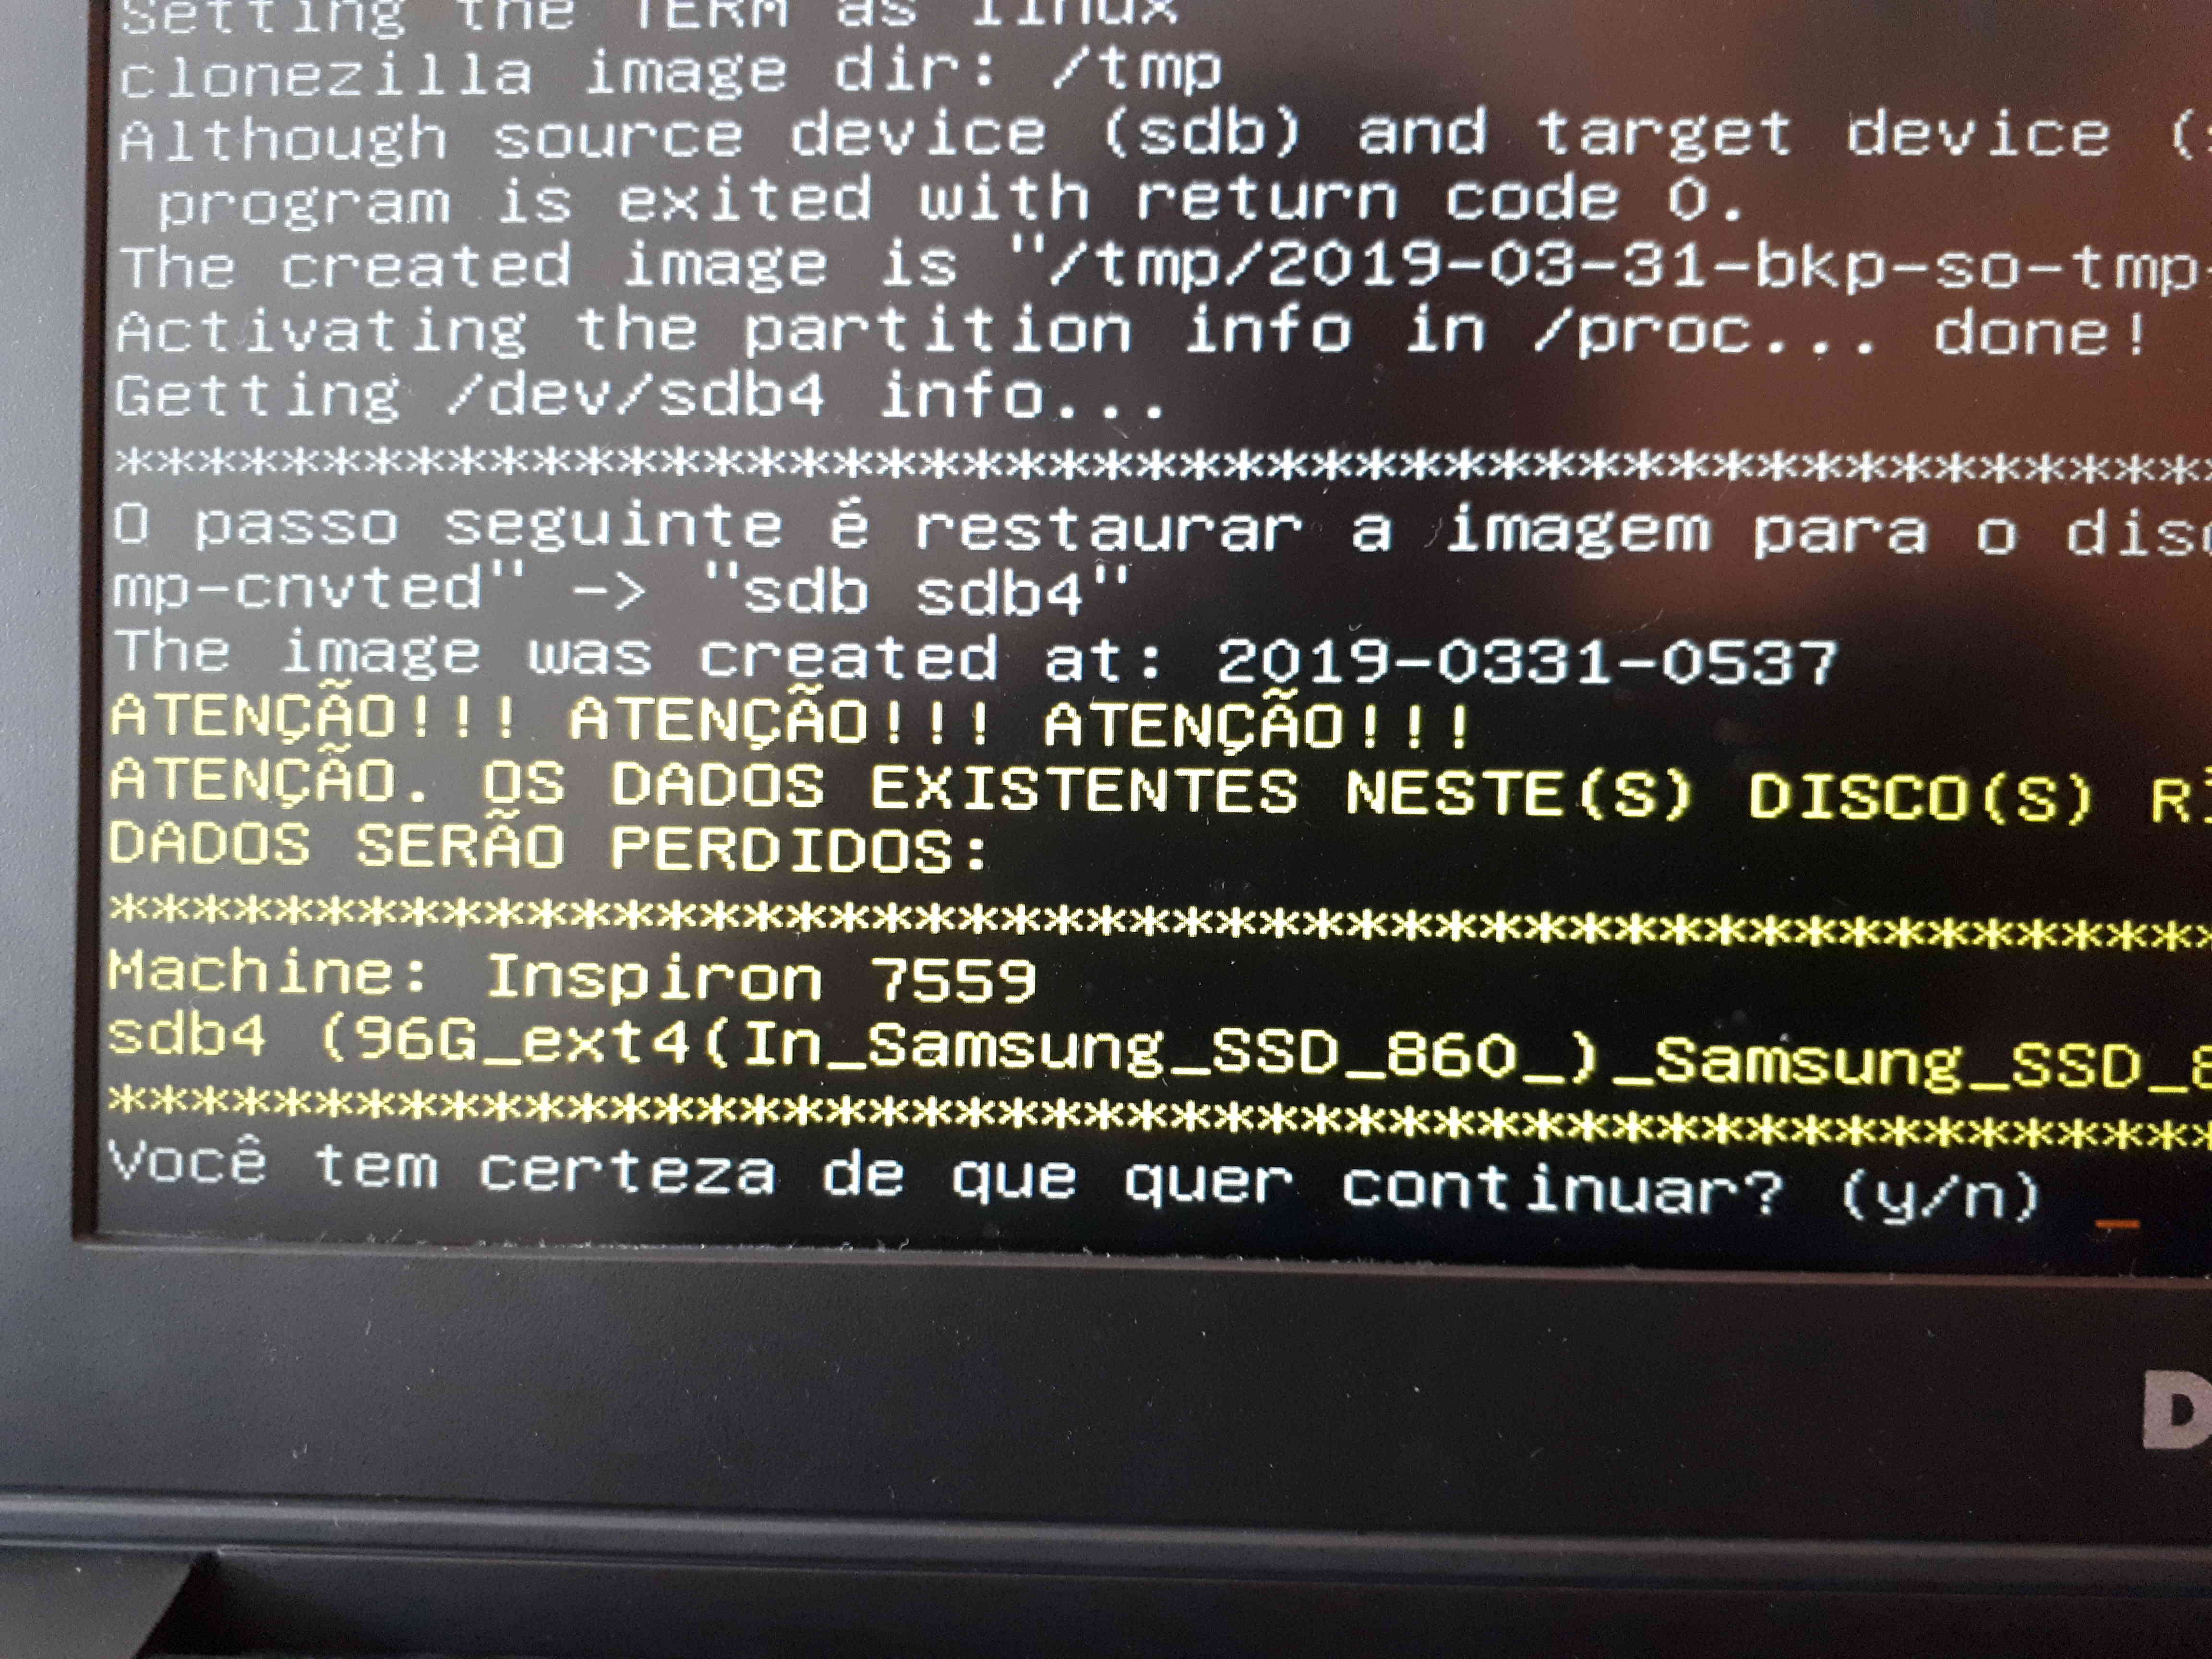 Setting the TERM as linux
clonezilla image dir: /tmp
Although source device (sdb) and target device (
program is exited with return code 0.
The created image is "/tmp/2019-03-31-bkp-so-tmp-
Activating the partition info in /proc... done!
Getting /dev/sdb4 info...
*************************************************
O passo seguinte é restaurar a imagem para o disc
mp-cnvted" -> "sdb sdb4"
The image was created at: 2019-0331-0537
ATENÇÃO!!! ATENÇÃO!!! ATENÇÃO!!!
ATENÇÃO. OS DADOS EXISTENTES NESTE(S) DISCO(S) R
DADOS SERÃO PERDIDOS:
*************************************************
Machine: Inspiron 7559
sdb4 (96G_ext4(In_Samsung_SSD_860_)_Samsung_SSD_8
*************************************************
Você tem certeza de que quer continuar? (y/n) _
D